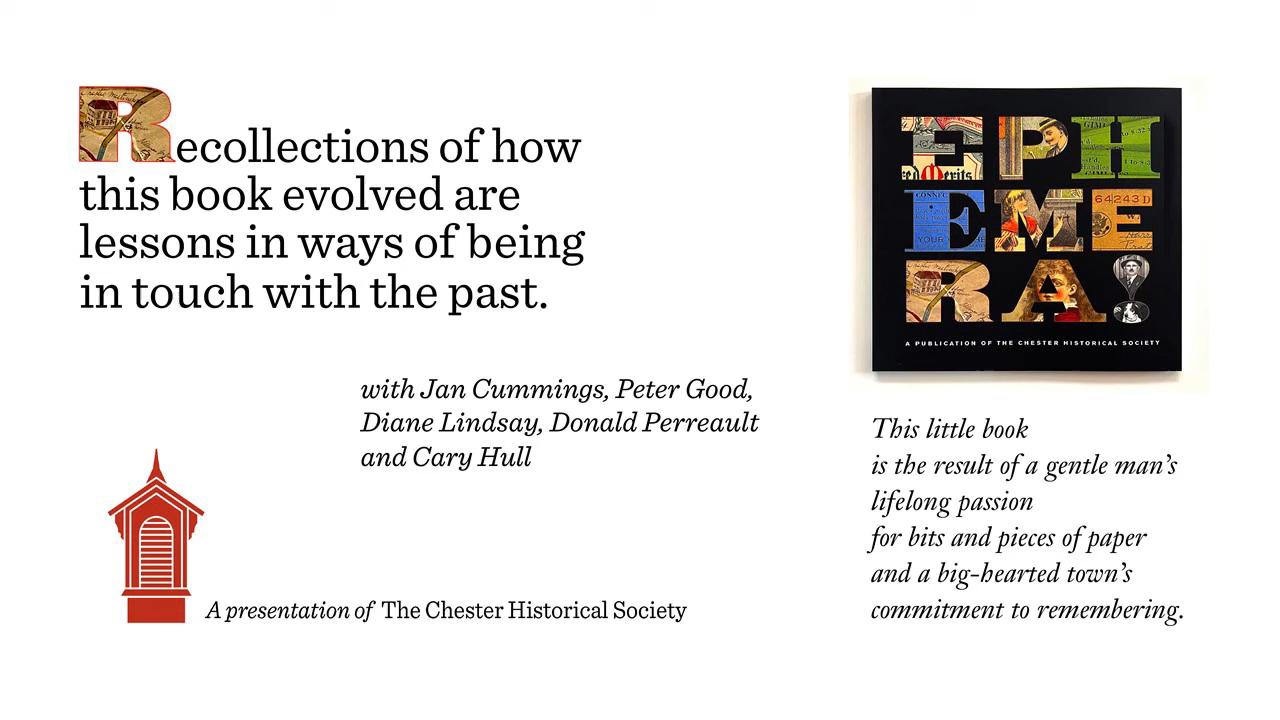 Recollections of how
this book evolved are
lessons in ways of being
in touch with the past.
with Jan Cummings, Peter Good,
Diane Lindsay, Donald Perreault
and Cary Hull
A presentation of The Chester Historical Society
EPH
EME
RA!
A PUBLICATION OF THE CHESTER HISTORICAL SOCIETY
This little book
is the result of a gentle man’s
lifelong passion
for bits and pieces of paper
and a big-hearted town’s
commitment to remembering.